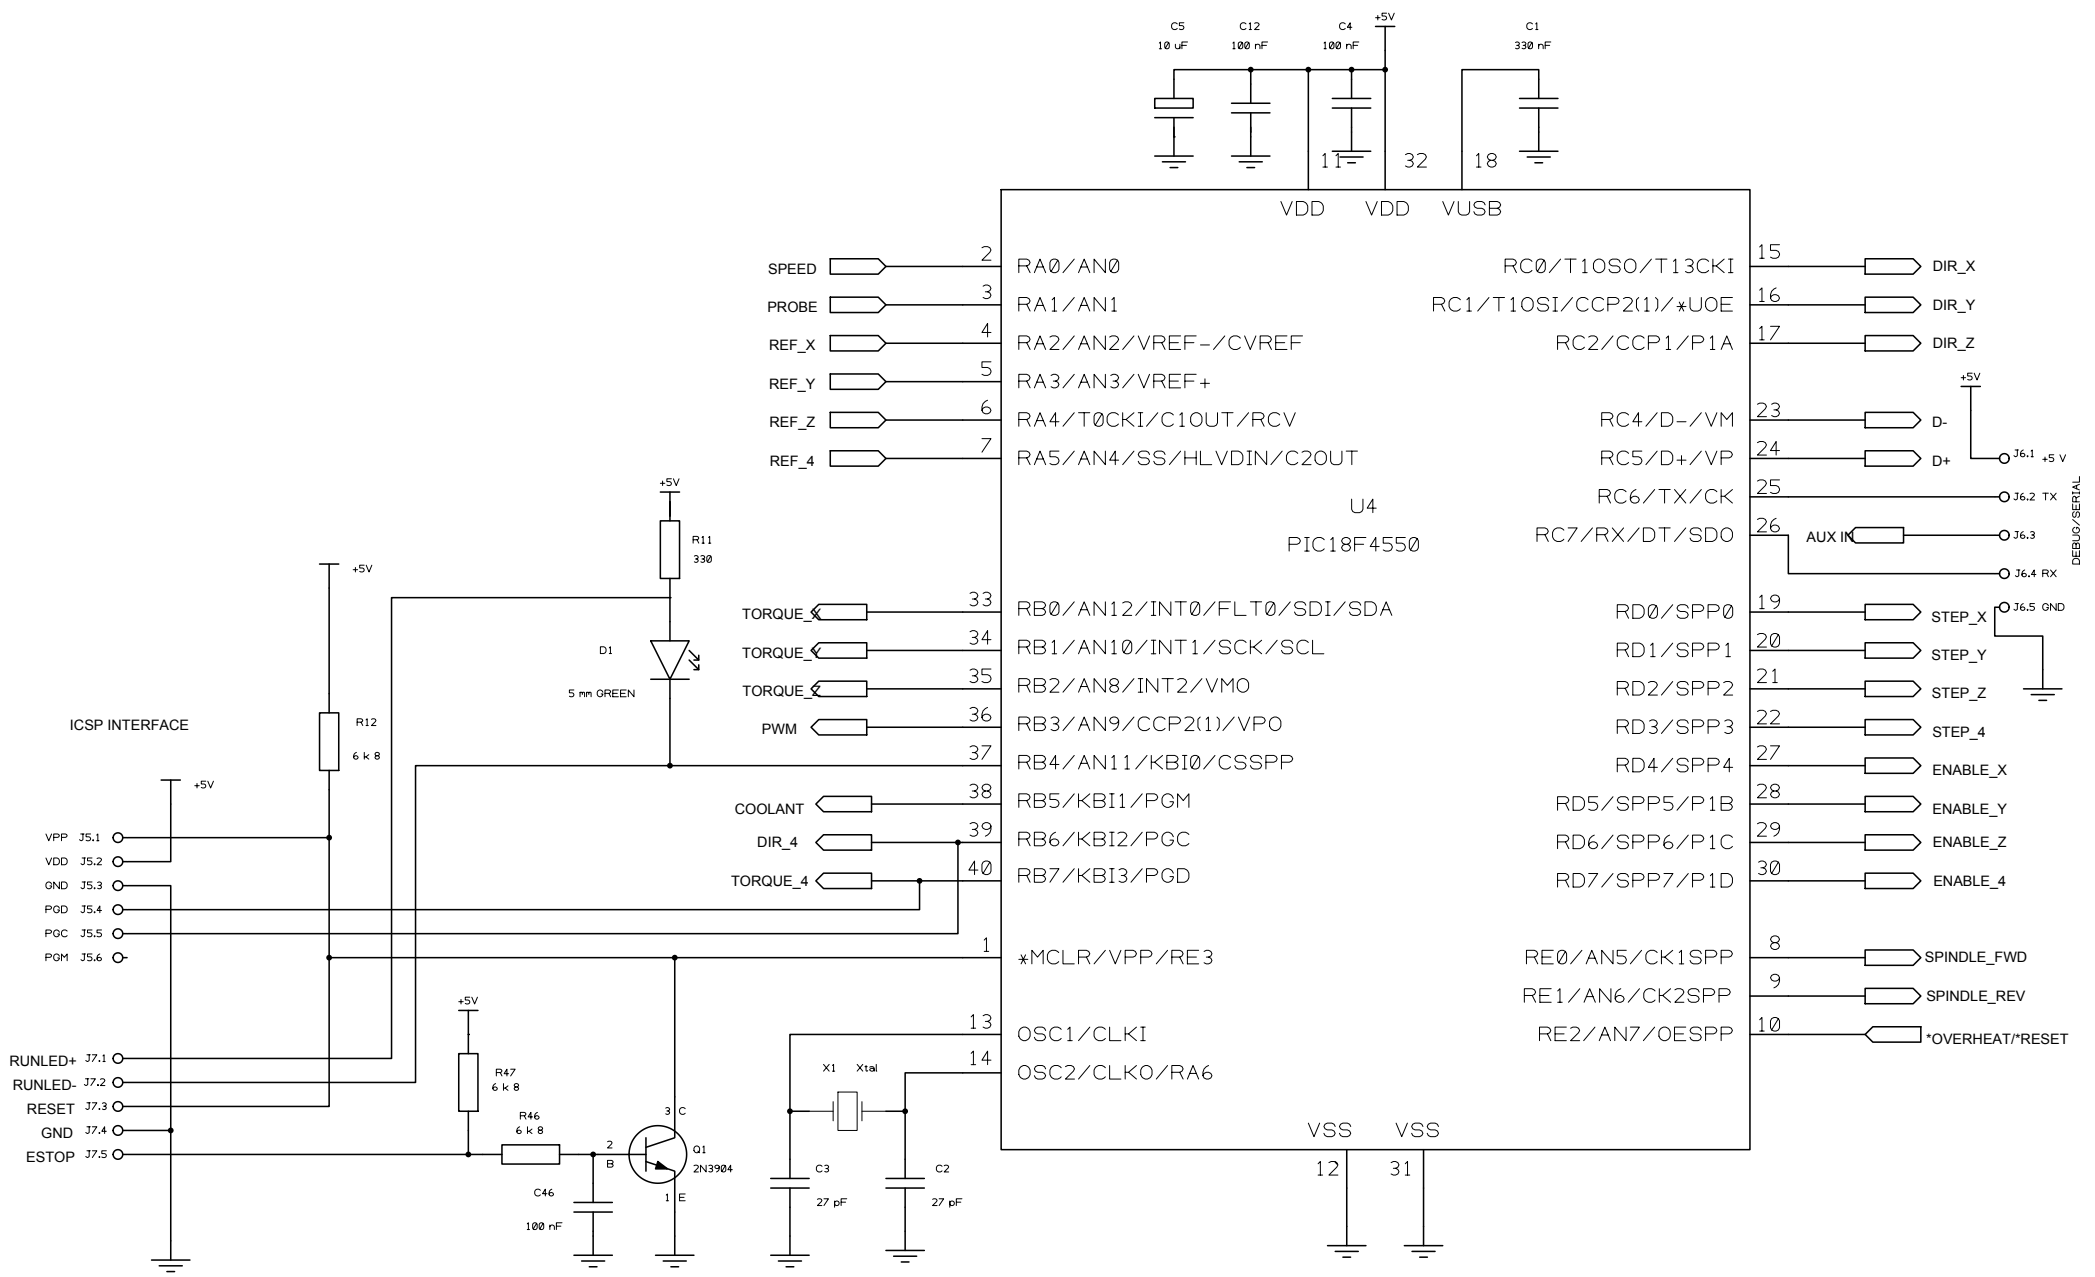 C5
10 uF
C12
100 nF
C4
100 nF
+5V
C1
330 nF
11
32
18
VDD
VDD
VUSB
SPEED
2
RA0/AN0
PROBE
3
RA1/AN1
REF_X
4
RA2/AN2/VREF-/CVREF
REF_Y
5
RA3/AN3/VREF+
REF_Z
6
RA4/T0CKI/C1OUT/RCV
REF_4
7
RA5/AN4/SS/HLVDIN/C2OUT
RC0/T1OSO/T13CKI
15
DIR_X
RC1/T1OSI/CCP2(1)/*UOE
16
DIR_Y
RC2/CCP1/P1A
17
DIR_Z
+5V
RC4/D-/VM
23
D-
RC5/D+/VP
24
D+
J6.1 +5 V
RC6/TX/CK
25
J6.2 TX
RC7/RX/DT/SDO
26
AUX IN
J6.3
J6.4 RX
J6.5 GND
DEBUG/SERIAL
U4
PIC18F4550
+5V
R11
330
D1
5 mm GREEN
+5V
R12
6 k 8
TORQUE_X
33
RB0/AN12/INT0/FLT0/SDI/SDA
TORQUE_Y
34
RB1/AN10/INT1/SCK/SCL
TORQUE_Z
35
RB2/AN8/INT2/VMO
PWM
36
RB3/AN9/CCP2(1)/VPO
37
RB4/AN11/KBI0/CSSPP
COOLANT
38
RB5/KBI1/PGM
DIR_4
39
RB6/KBI2/PGC
TORQUE_4
40
RB7/KBI3/PGD
RD0/SPP0
19
STEP_X
RD1/SPP1
20
STEP_Y
RD2/SPP2
21
STEP_Z
RD3/SPP3
22
STEP_4
RD4/SPP4
27
ENABLE_X
RD5/SPP5/P1B
28
ENABLE_Y
RD6/SPP6/P1C
29
ENABLE_Z
RD7/SPP7/P1D
30
ENABLE_4
ICSP INTERFACE
+5V
VPP J5.1
VDD J5.2
GND J5.3
PGD J5.4
PGC J5.5
PGM J5.6
1
*MCLR/VPP/RE3
RE0/AN5/CK1SPP
8
SPINDLE_FWD
RE1/AN6/CK2SPP
9
SPINDLE_REV
RE2/AN7/OESPP
10
*OVERHEAT/*RESET
13
OSC1/CLKI
14
OSC2/CLKO/RA6
X1 Xtal
+5V
R47
6 k 8
R46
6 k 8
RUNLED+ J7.1
RUNLED- J7.2
RESET J7.3
GND J7.4
ESTOP J7.5
3 C
2
B
Q1
2N3904
1 E
C46
100 nF
C3
27 pF
C2
27 pF
VSS
VSS
12
31